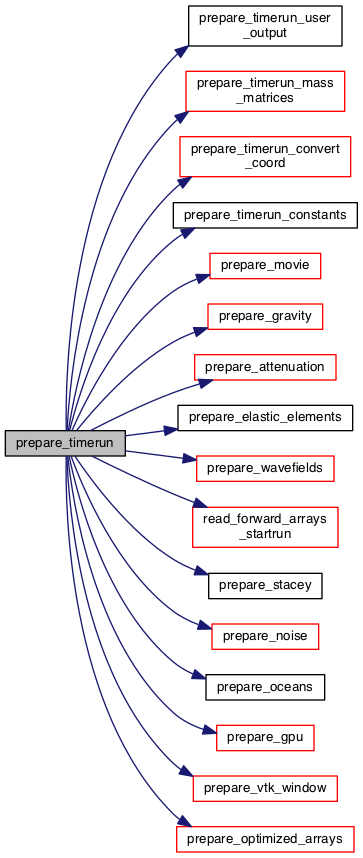 prepare_timerun_user
_output
prepare_timerun_mass
_matrices
prepare_timerun_convert
_coord
prepare_timerun_constants
prepare_movie
prepare_gravity
prepare_attenuation
prepare_elastic_elements
prepare_timerun
prepare_wavefields
read_forward_arrays
_startrun
prepare_stacey
prepare_noise
prepare_oceans
prepare_gpu
prepare_vtk_window
prepare_optimized_arrays